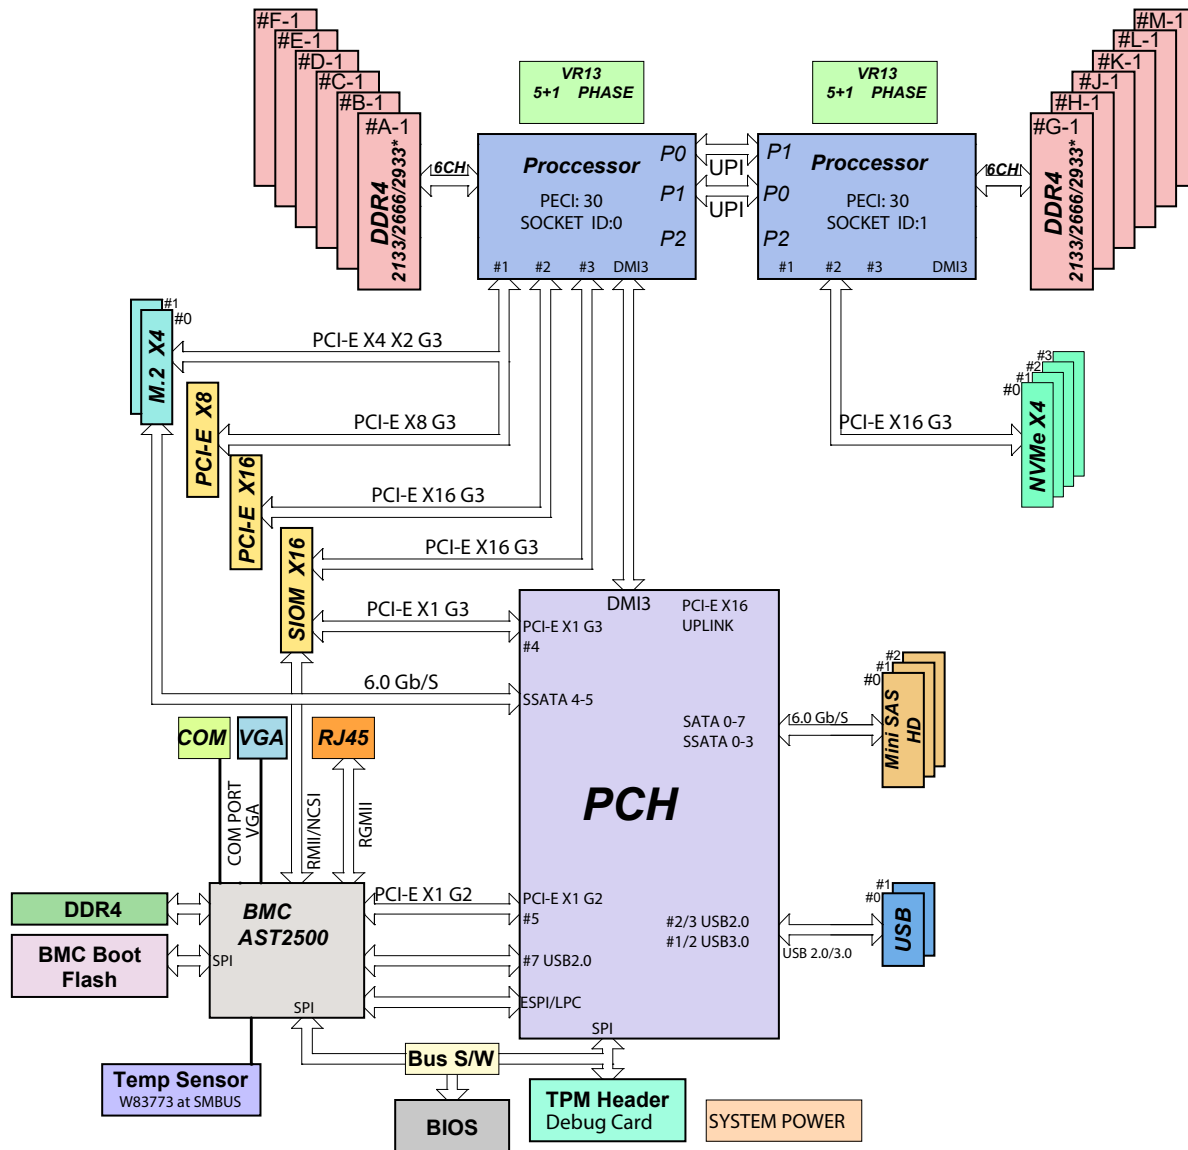 #F-1
#E-1
#D-1
#C-1
#B-1
#A-1
DDR4
2133/2666/2933*
6CH
VR13
5+1 PHASE
Proccessor
PECI: 30
SOCKET ID:0
P0
P1
P2
#1
#2
#3
DMI3
UPI
UPI
VR13
5+1 PHASE
P1
P0
P2
Proccessor
PECI: 30
SOCKET ID:1
#1
#2
#3
DMI3
6CH
#M-1
#L-1
#K-1
#J-1
#H-1
#G-1
DDR4
2133/2666/2933*
#1
#0
M.2 X4
PCI-E X4 X2 G3
PCI-E X8
PCI-E X8 G3
PCI-E X16
PCI-E X16 G3
SIOM X16
PCI-E X16 G3
PCI-E X1 G3
6.0 Gb/S
PCI-E X16 G3
#3
#2
#1
#0
NVMe X4
DMI3
PCI-E X16
UPLINK
PCI-E X1 G3
#4
SSATA 4-5
SATA 0-7
SSATA 0-3
6.0 Gb/S
#2
#1
#0
Mini SAS
HD
PCH
COM
VGA
RJ45
COM PORT
VGA
RMII/NCSI
RGMII
DDR4
BMC Boot
Flash
SPI
BMC
AST2500
SPI
PCI-E X1 G2
PCI-E X1 G2
#5
#7 USB2.0
ESPI/LPC
SPI
#2/3 USB2.0
#1/2 USB3.0
USB 2.0/3.0
#1
#0
USB
Temp Sensor
W83773 at SMBUS
Bus S/W
BIOS
TPM Header
Debug Card
SYSTEM POWER